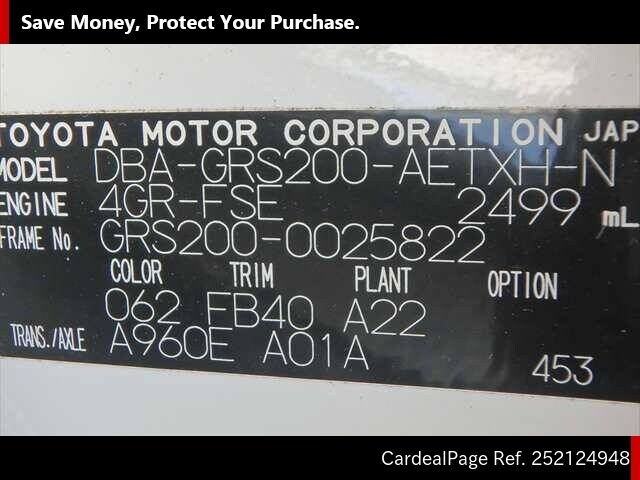 Save Money, Protect Your Purchase.
TOYOTA MOTOR CORPORATION JAP
MODEL DBA-GRS200-AETXH-N
ENGINE 4GR-FSE 2499 mL
FRAME No. GRS200-0025822
COLOR TRIM PLANT OPTION
062 FB40 A22
TRANS./AXLE A960E A01A
453
CardealPage Ref. 252124948